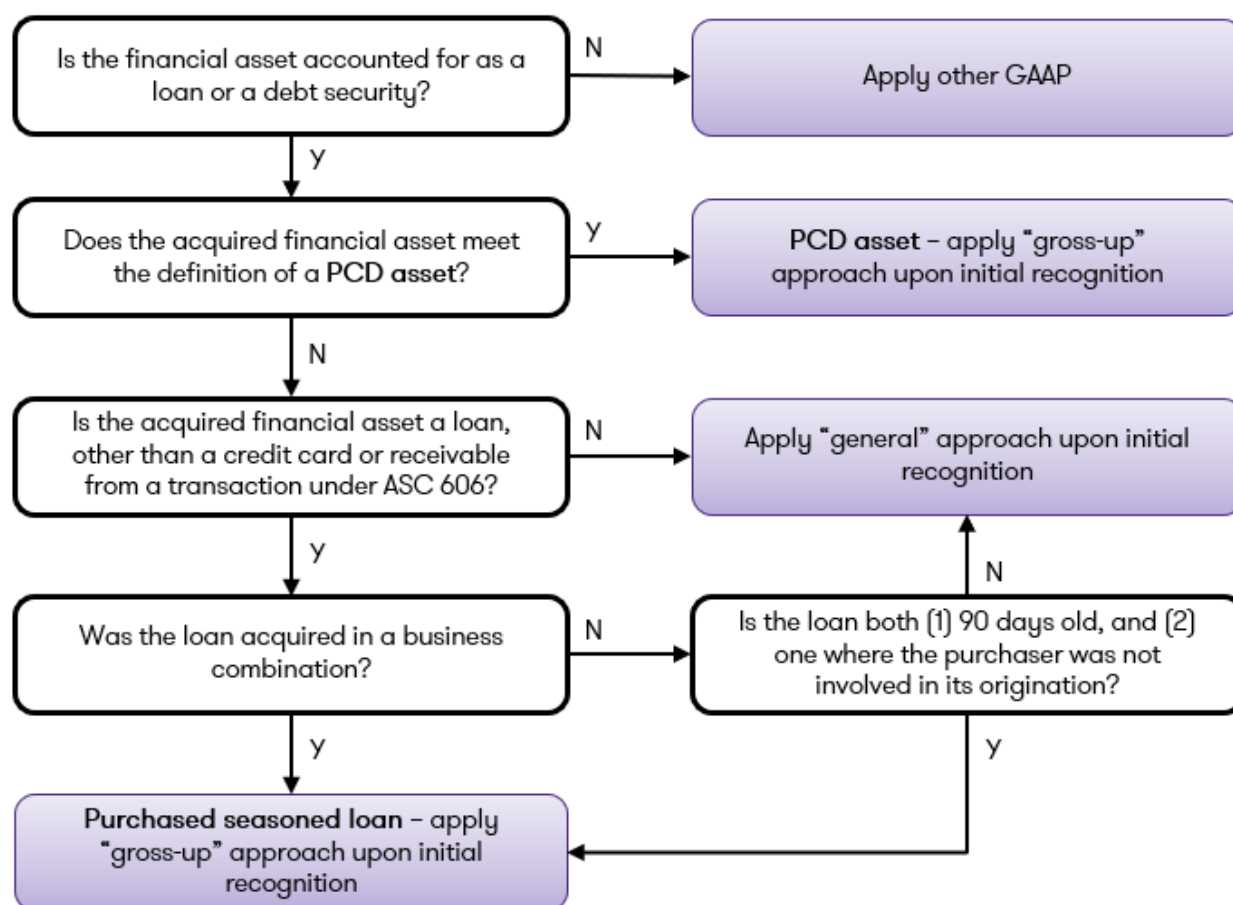 Is the financial asset accounted for as a
loan or a debt security?
N
Apply other GAAP
Y
Does the acquired financial asset meet
the definition of a PCD asset?
Y
PCD asset – apply “gross-up”
approach upon initial recognition
N
Is the acquired financial asset a loan,
other than a credit card or receivable
from a transaction under ASC 606?
N
Apply “general” approach upon initial
recognition
Y
N
Was the loan acquired in a business
combination?
N
Is the loan both (1) 90 days old, and (2)
one where the purchaser was not
involved in its origination?
Y
Y
Purchased seasoned loan – apply
“gross-up” approach upon initial
recognition